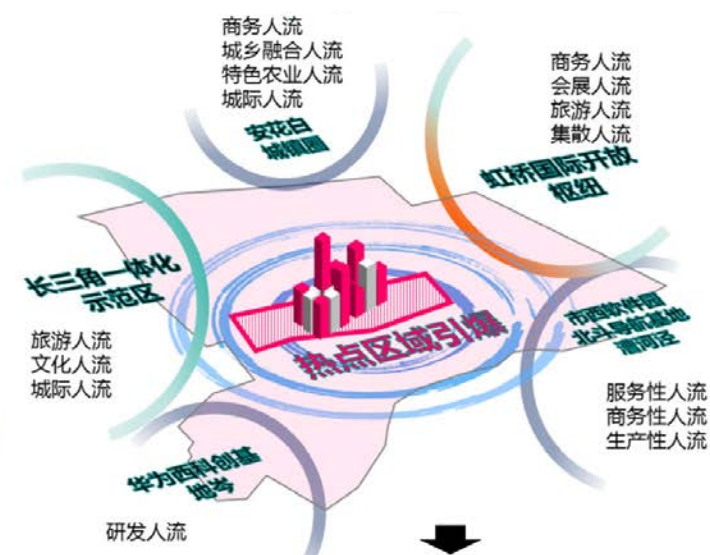 商务人流
城乡融合人流
特色农业人流
城际人流
安花白
城镇圈
商务人流
会展人流
旅游人流
集散人流
虹桥国际开放
枢纽
长三角一体化
示范区
旅游人流
文化人流
城际人流
热点区域引爆
市西软件园
北斗导航基地
漕河泾
服务性人流
商务性人流
生产性人流
华为西科创基
地岑
研发人流